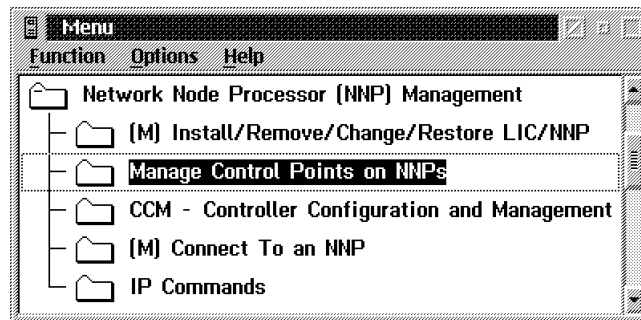 Menu
Function Options Help
Network Node Processor (NNP) Management
(M) Install/Remove/Change/Restore LIC/NNP
Manage Control Points on NNPs
CCM - Controller Configuration and Management
(M) Connect To an NNP
IP Commands